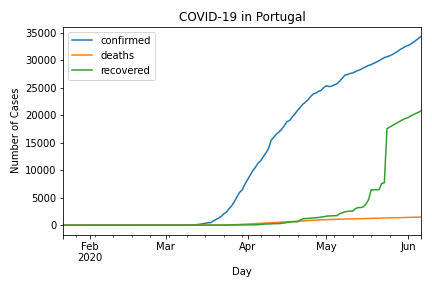 COVID-19 in Portugal
confirmed
deaths
recovered
Number of Cases
35000
30000
25000
20000
15000
10000
5000
0
Feb
2020
Mar
Apr
May
Jun
Day